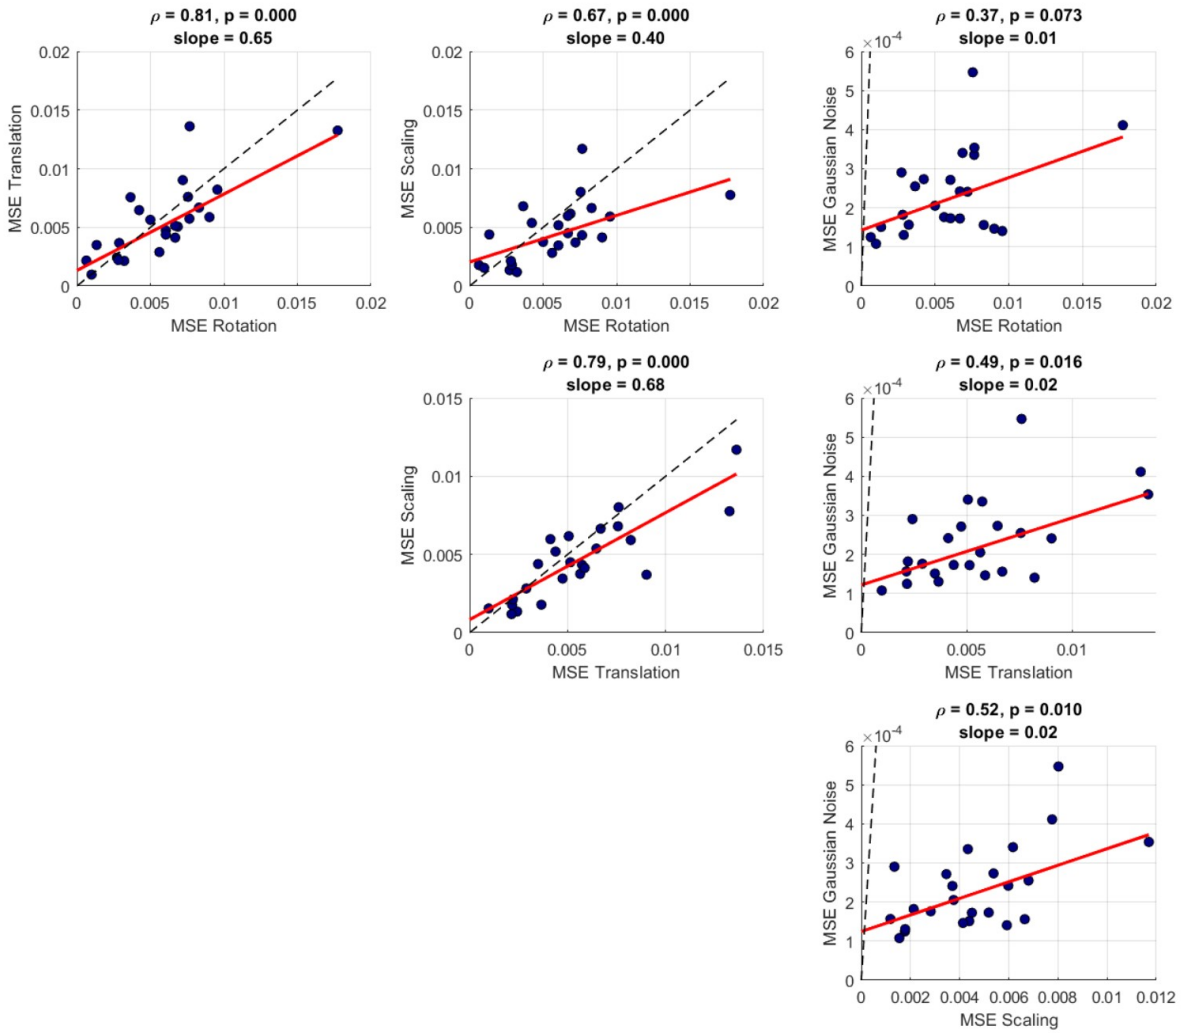 ρ = 0.81, p = 0.000
slope = 0.65
0.02
0.015
0.01
0.005
0
MSE Translation
0
0.005
0.01
0.015
0.02
MSE Rotation
ρ = 0.67, p = 0.000
slope = 0.40
0.02
0.015
0.01
0.005
0
MSE Scaling
0
0.005
0.01
0.015
0.02
MSE Rotation
ρ = 0.37, p = 0.073
slope = 0.01
×10⁻⁴
6
5
4
3
2
1
0
MSE Gaussian Noise
0
0.005
0.01
0.015
0.02
MSE Rotation
ρ = 0.79, p = 0.000
slope = 0.68
0.015
0.01
0.005
0
MSE Scaling
0
0.005
0.01
0.015
MSE Translation
ρ = 0.49, p = 0.016
slope = 0.02
×10⁻⁴
6
5
4
3
2
1
0
MSE Gaussian Noise
0
0.005
0.01
MSE Translation
ρ = 0.52, p = 0.010
slope = 0.02
×10⁻⁴
6
5
4
3
2
1
0
MSE Gaussian Noise
0
0.002
0.004
0.006
0.008
0.01
0.012
MSE Scaling